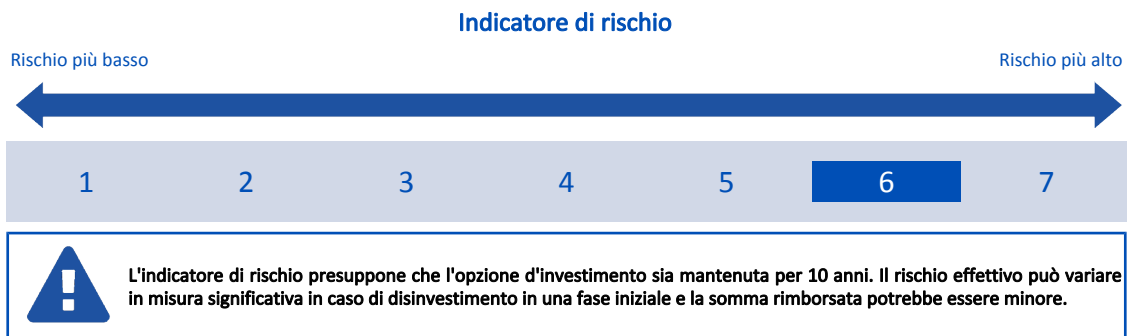 Indicatore di rischio
Rischio più basso
Rischio più alto
1 2 3 4 5 6 7
L'indicatore di rischio presuppone che l'opzione d'investimento sia mantenuta per 10 anni. Il rischio effettivo può variare
in misura significativa in caso di disinvestimento in una fase iniziale e la somma rimborsata potrebbe essere minore.